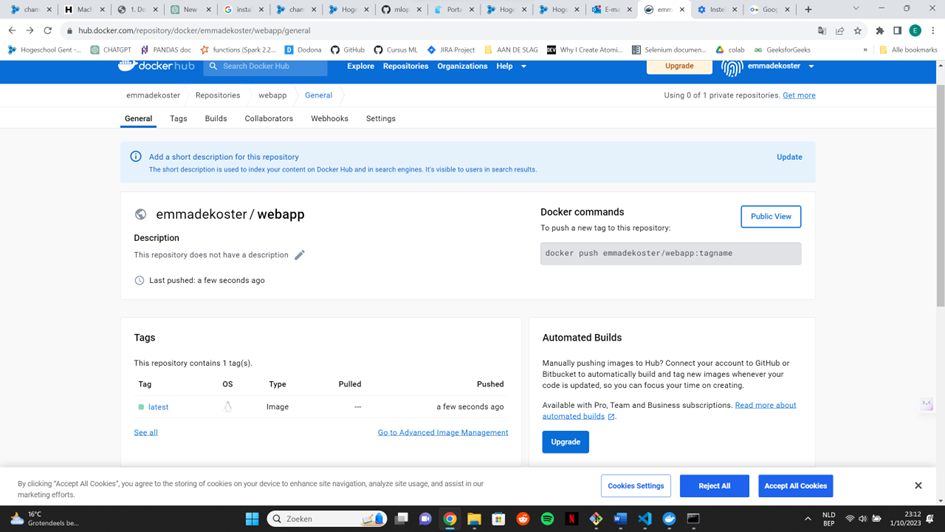 chan
Mach
1. De
New
insta
chan
Hoge
mlop
Porta
Hoge
Hoge
E-ma
emm
Inste
Goog
hub.docker.com/repository/docker/emmadekoster/webapp/general
E
Hogeschool Gent -...
CHATGPT
PANDAS doc
functions (Spark 2.2...
Dodona
GitHub
Cursus ML
JIRA Project
AAN DE SLAG
Why I Create Atomi...
Selenium documen...
colab
GeeksforGeeks
»
Alle bookmarks
dockerhub
Search Docker Hub
Explore
Repositories
Organizations
Help
Upgrade
emmadekoster
emmadekoster
Repositories
webapp
General
Using 0 of 1 private repositories. Get more
General
Tags
Builds
Collaborators
Webhooks
Settings
Add a short description for this repository
Update
The short description is used to index your content on Docker Hub and in search engines. It's visible to users in search results.
emmadekoster / webapp
Description
This repository does not have a description
Last pushed: a few seconds ago
Docker commands
Public View
To push a new tag to this repository:
docker push emmadekoster/webapp:tagname
Tags
This repository contains 1 tag(s).
Tag OS Type Pulled Pushed
latest Image --- a few seconds ago
See all
Go to Advanced Image Management
Automated Builds
Manually pushing images to Hub? Connect your account to GitHub or
Bitbucket to automatically build and tag new images whenever your
code is updated, so you can focus your time on creating.
Available with Pro, Team and Business subscriptions. Read more about
automated builds
Upgrade
By clicking "Accept All Cookies", you agree to the storing of cookies on your device to enhance site navigation, analyze site usage, and assist in our
marketing efforts.
Cookies Settings
Reject All
Accept All Cookies
16°C
Grotendeels be...
Zoeken
NLD
BEP
23:12
1/10/2023